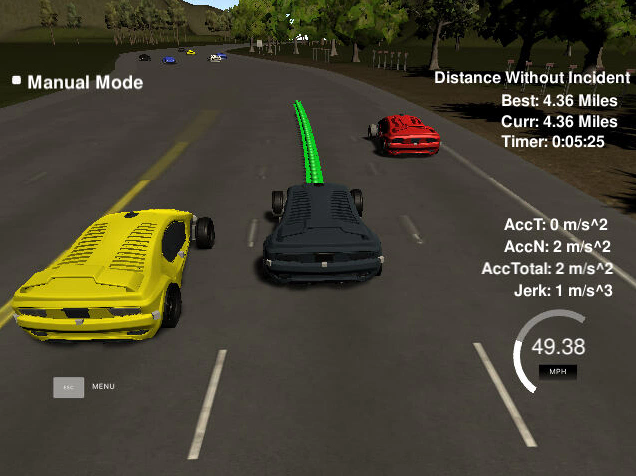 Manual Mode
Distance Without Incident
Best: 4.36 Miles
Curr: 4.36 Miles
Timer: 0:05:25
AccT: 0 m/s^2
AccN: 2 m/s^2
AccTotal: 2 m/s^2
Jerk: 1 m/s^3
49.38
MPH
ESC MENU